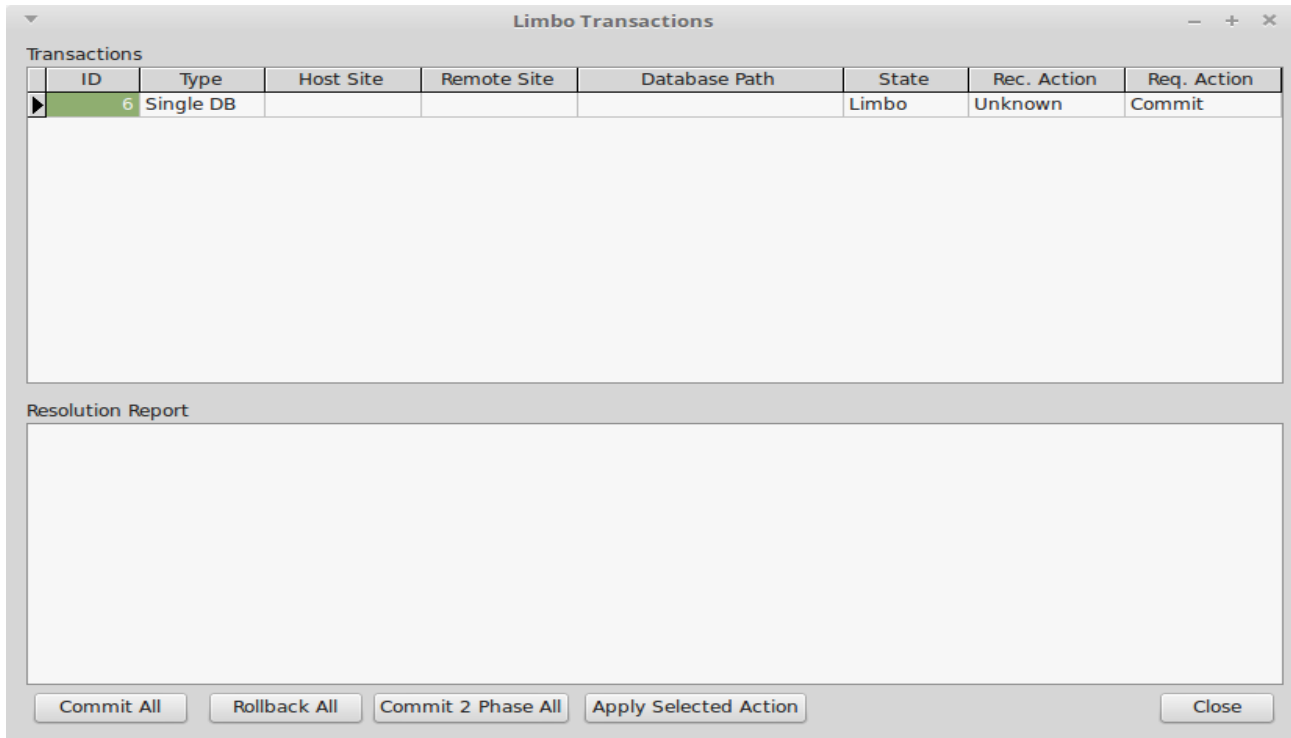 Limbo Transactions
Transactions
ID Type Host Site Remote Site Database Path State Rec. Action Req. Action
6 Single DB Limbo Unknown Commit
Resolution Report
Commit All Rollback All Commit 2 Phase All Apply Selected Action Close